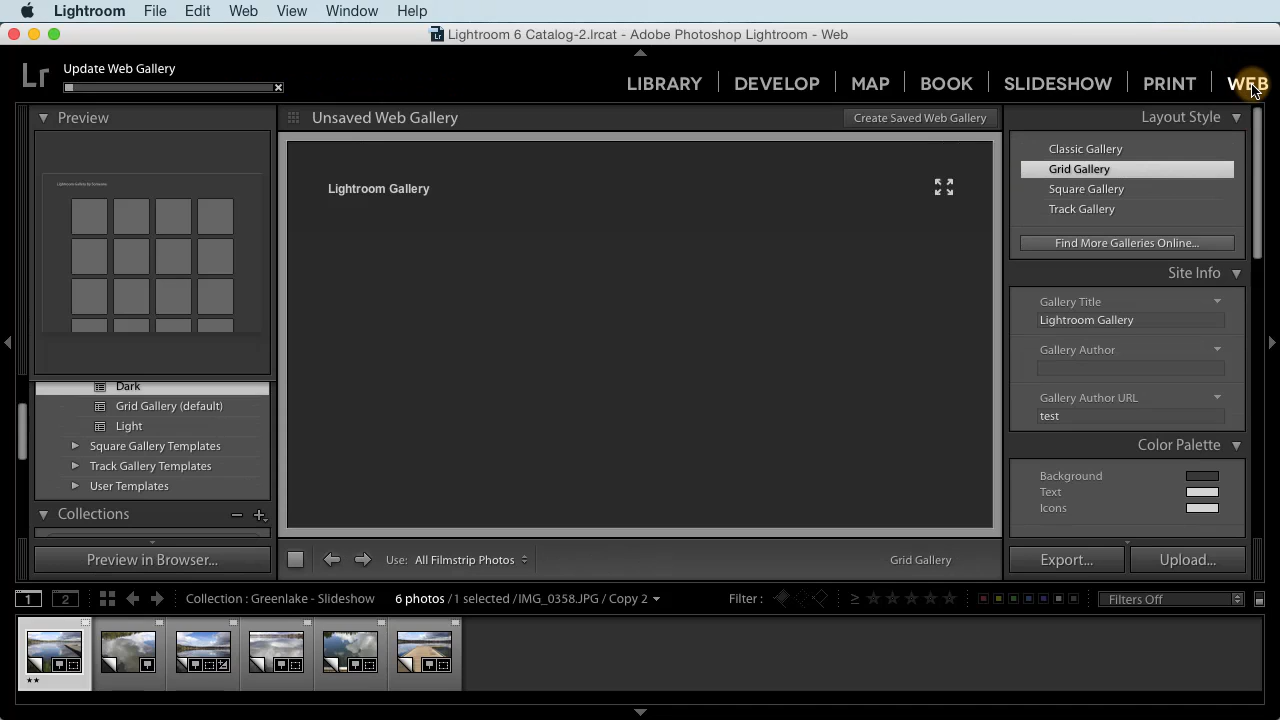 Lightroom File Edit Web View Window Help
Lightroom 6 Catalog-2.lrcat - Adobe Photoshop Lightroom - Web
Lr Update Web Gallery
LIBRARY DEVELOP MAP BOOK SLIDESHOW PRINT WEB
Preview
Unsaved Web Gallery
Create Saved Web Gallery
Layout Style
Classic Gallery
Grid Gallery
Square Gallery
Track Gallery
Find More Galleries Online...
Lightroom Gallery
Site Info
Gallery Title
Lightroom Gallery
Gallery Author
Gallery Author URL
test
Color Palette
Background
Text
Icons
Dark
Grid Gallery (default)
Light
Square Gallery Templates
Track Gallery Templates
User Templates
Collections
Preview in Browser...
Use: All Filmstrip Photos
Grid Gallery
Export...
Upload...
1 2 Collection : Greenlake - Slideshow 6 photos / 1 selected / IMG_0358.JPG / Copy 2 Filter : Filters Off